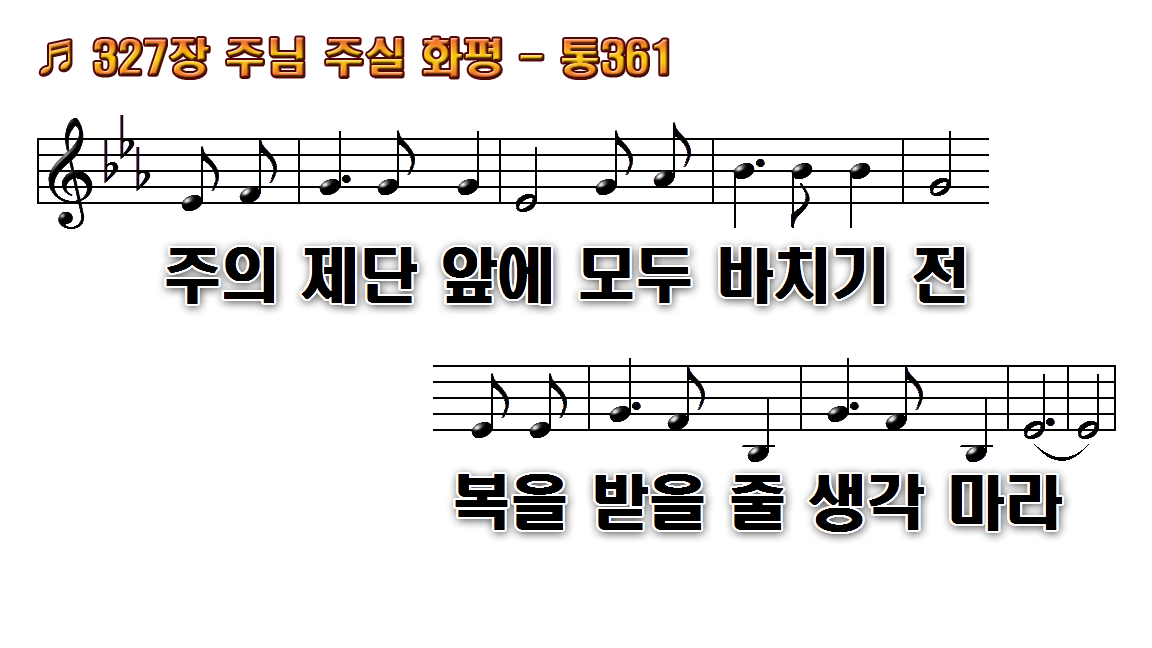 ♬ 327장 주님 주실 화평 - 통361
주의 제단 앞에 모두 바치기 전
복을 받을 줄 생각 마라